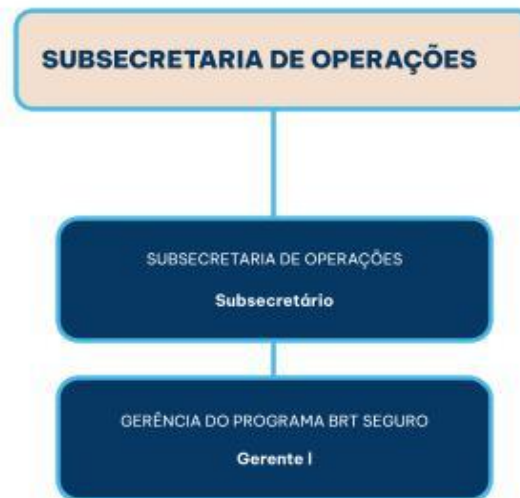 SUBSECRETARIA DE OPERAÇÕES
SUBSECRETARIA DE OPERAÇÕES
Subsecretário
GERÊNCIA DO PROGRAMA BRT SEGURO
Gerente I